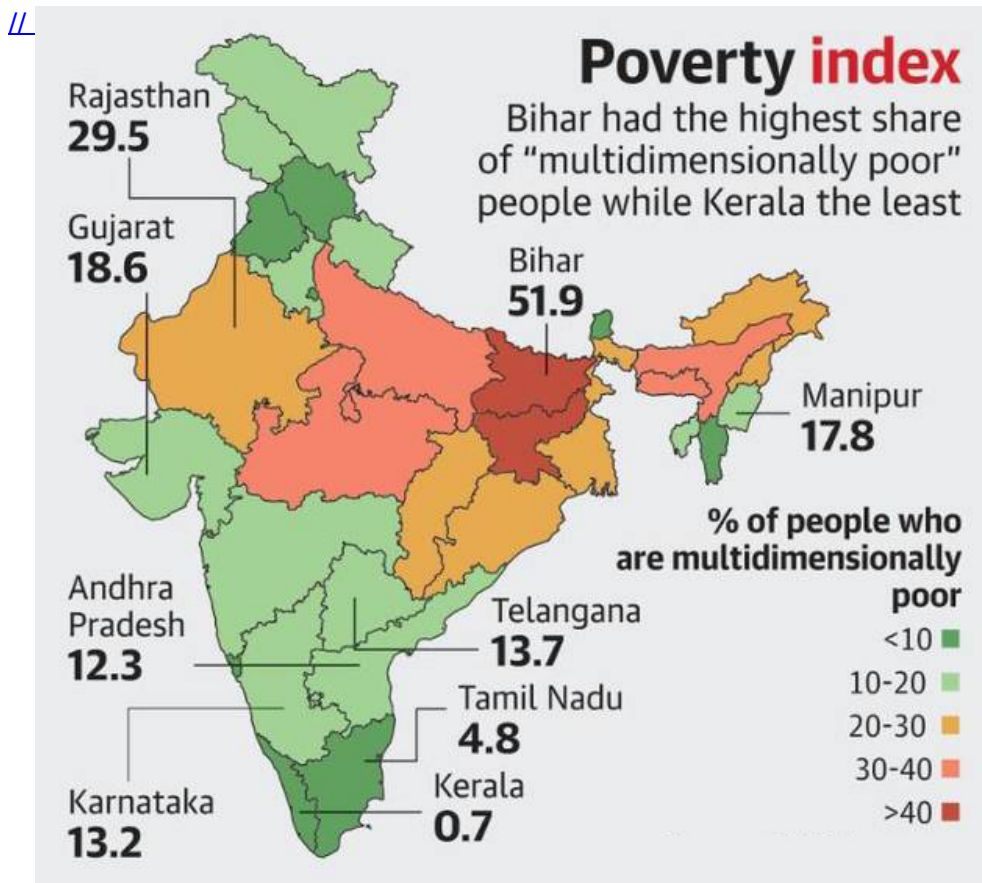 //
Poverty index
Bihar had the highest share
of “multidimensionally poor”
people while Kerala the least
Rajasthan
29.5
Gujarat
18.6
Bihar
51.9
Manipur
17.8
% of people who
are multidimensionally
poor
<10
10-20
20-30
30-40
>40
Andhra
Pradesh
12.3
Telangana
13.7
Tamil Nadu
4.8
Kerala
0.7
Karnataka
13.2